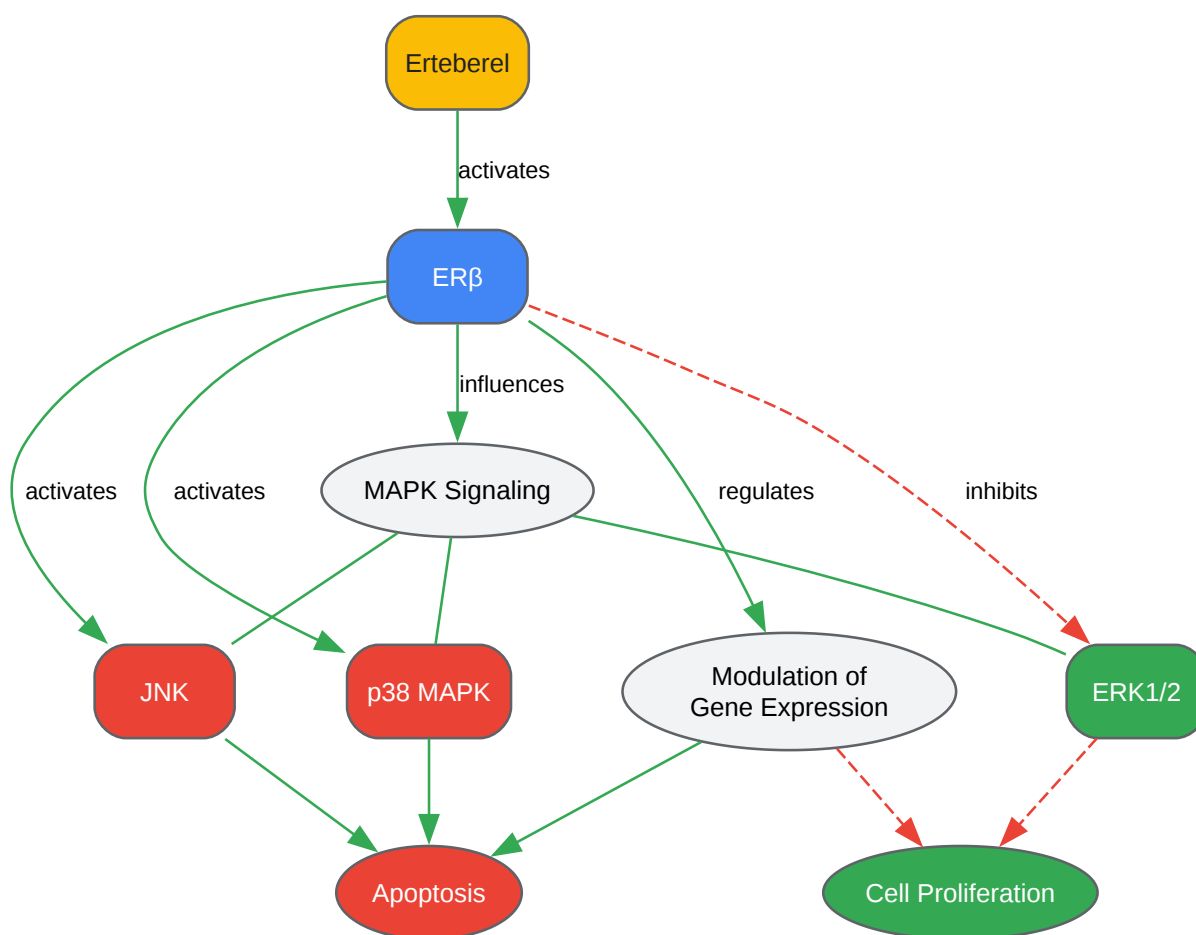 Erteberel
activates
ERβ
influences
activates
activates
MAPK Signaling
regulates
inhibits
JNK
p38 MAPK
Modulation of
Gene Expression
ERK1/2
Apoptosis
Cell Proliferation